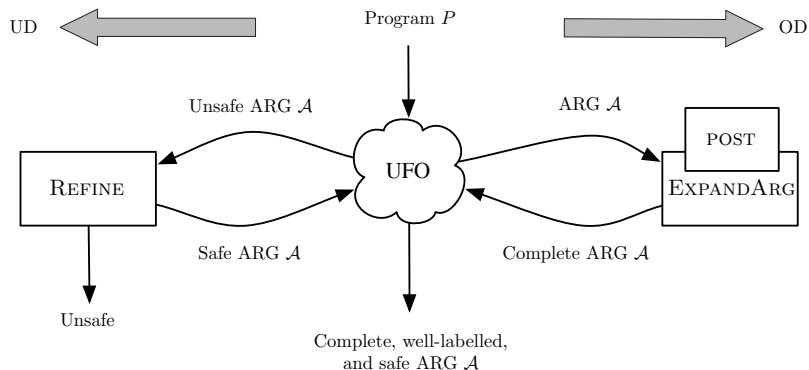 UD
Program P
OD
Unsafe ARG 𝒜
ARG 𝒜
POST
REFINE
UFO
EXPANDARG
Safe ARG 𝒜
Complete ARG 𝒜
Unsafe
Complete, well-labelled,
and safe ARG 𝒜